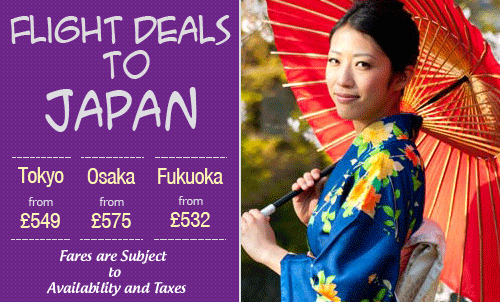 FLIGHT DEALS
TO
JAPAN
Tokyo Osaka Fukuoka
from from from
£549 £575 £532
Fares are Subject
to
Availability and Taxes